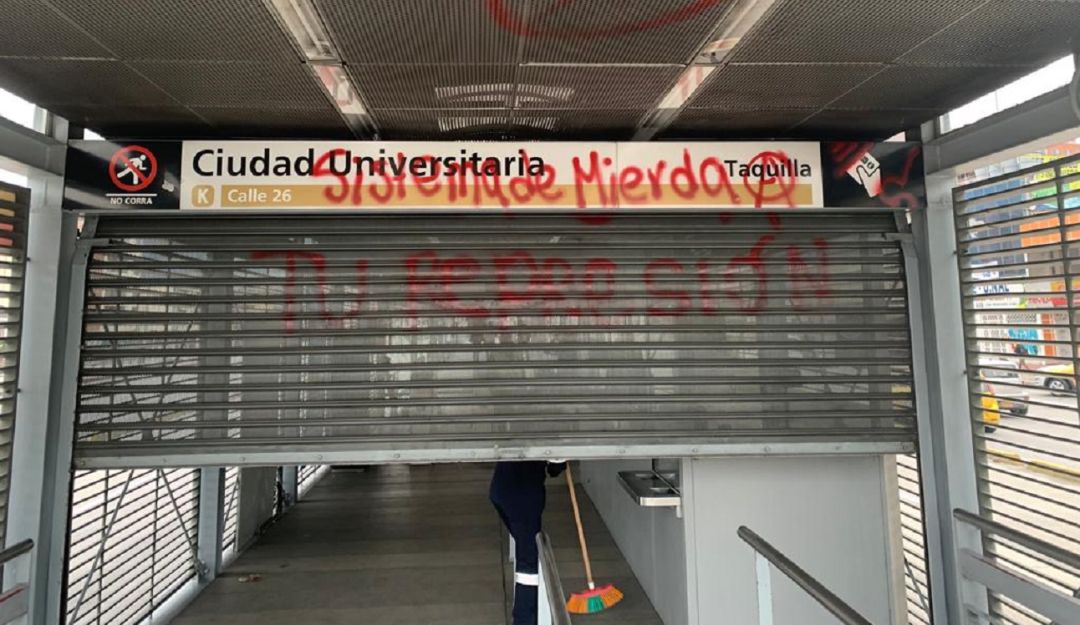 NO CORRA
Ciudad Universitaria
K Calle 26
Taquilla
Sistema de Mierda
TU REPRESIÓN